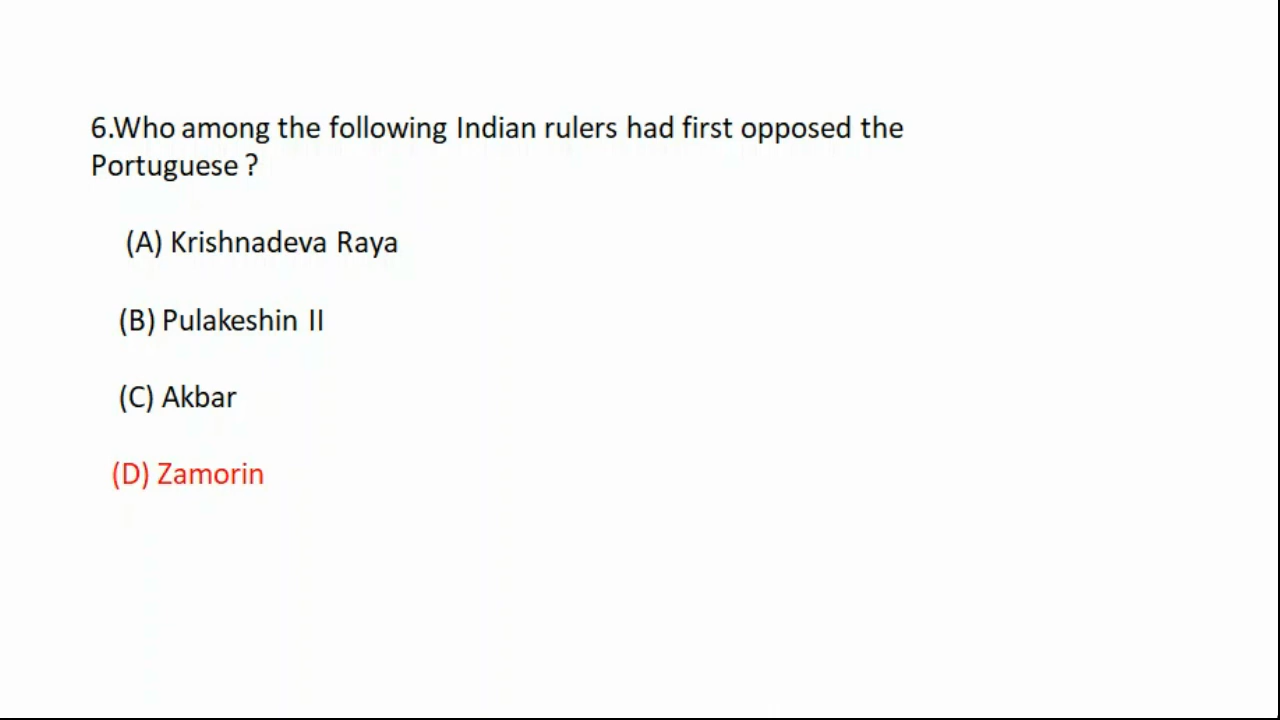 6.Who among the following Indian rulers had first opposed the
Portuguese ?
(A) Krishnadeva Raya
(B) Pulakeshin II
(C) Akbar
(D) Zamorin